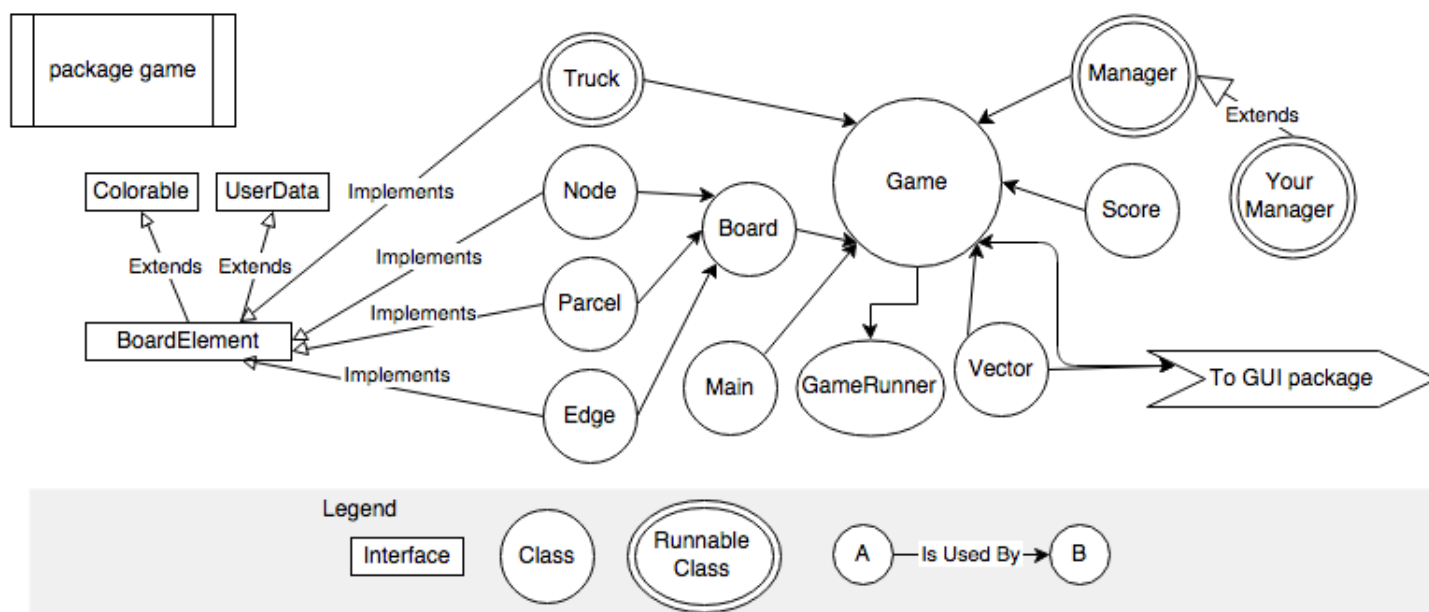 package game
Truck
Manager
Extends
Colorable
UserData
Implements
Node
Game
Your
Manager
Score
Board
Extends
Extends
Implements
Parcel
Implements
BoardElement
Implements
Edge
Main
GameRunner
Vector
To GUI package
Legend
Interface
Class
Runnable
Class
A
Is Used By
B